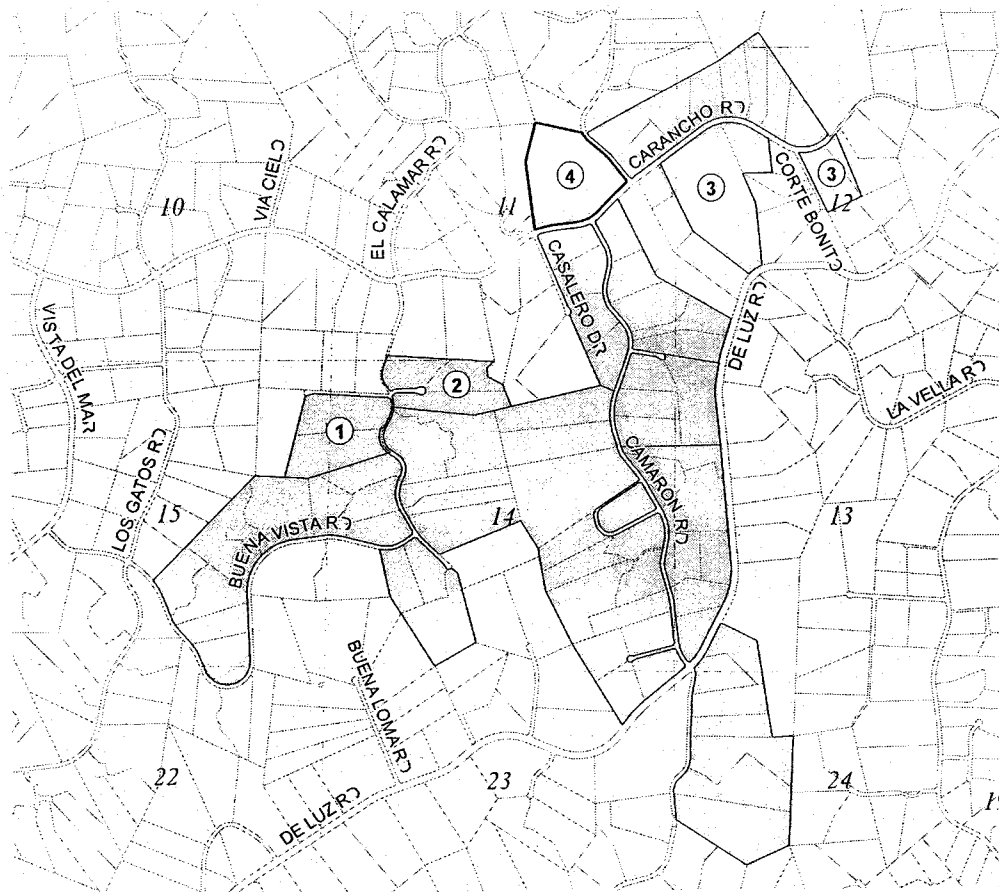 CARANCHO RD
4
3
3
CORTE BONITO
12
11
10
VIA CIELO
EL CALAMAR RD
CASALERO DR
DE LUZ RD
VISTA DEL MAR
LA VELLA RD
2
1
LOS GATOS RD
CAMARON RD
15
14
13
BUENA VISTA RD
BUENA LOMA RD
22
23
24
DE LUZ RD